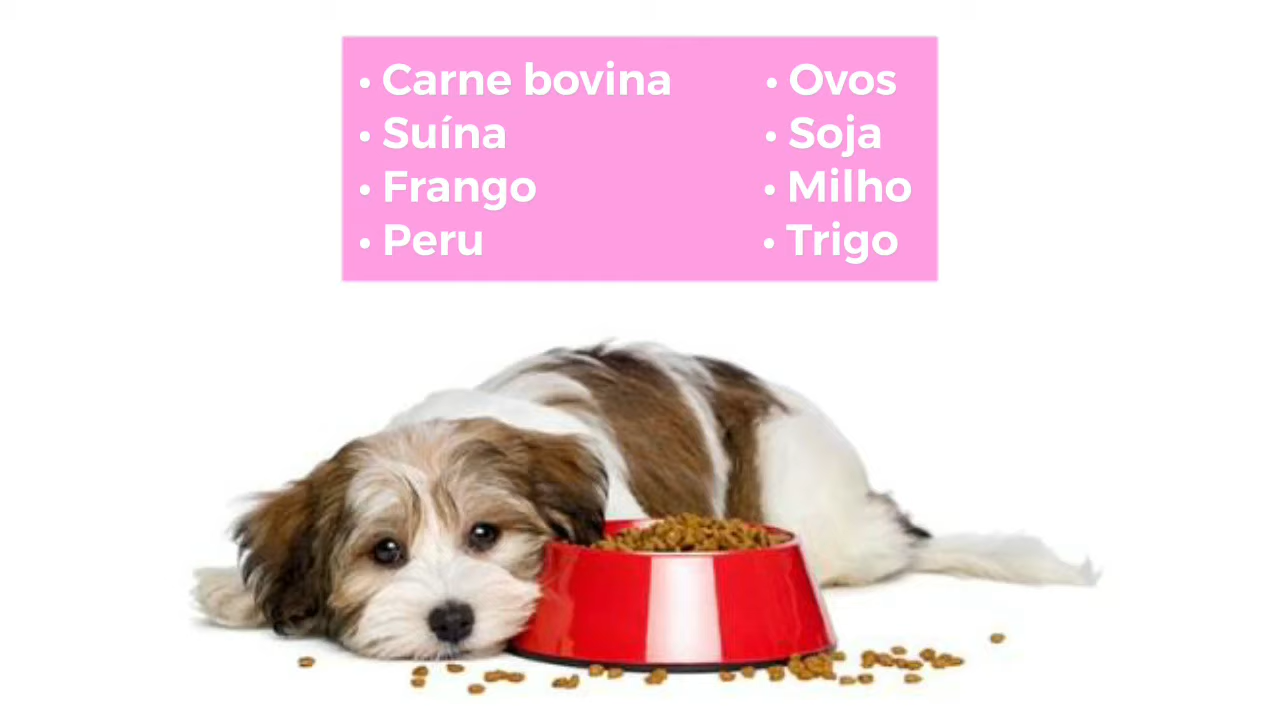 • Carne bovina
• Suína
• Frango
• Peru
• Ovos
• Soja
• Milho
• Trigo